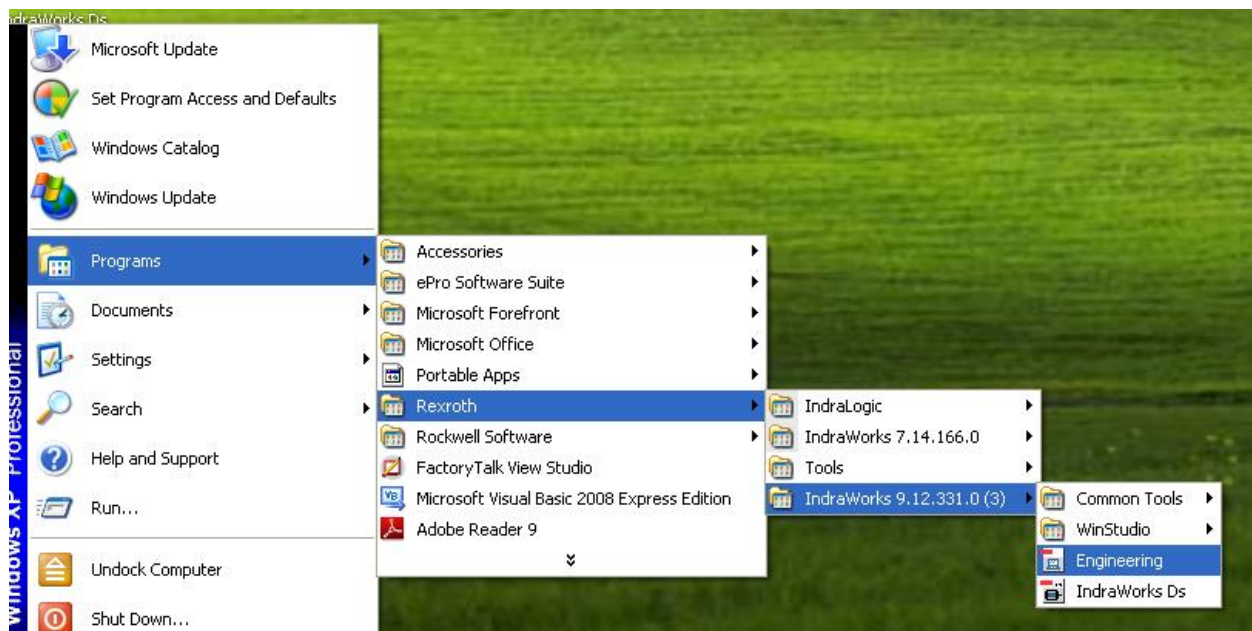 IndraWorks Ds
Microsoft Update
Set Program Access and Defaults
Windows Catalog
Windows Update
Programs
Documents
Settings
Search
Help and Support
Run...
Undock Computer
Shut Down...
Windows XP Professional
Accessories
ePro Software Suite
Microsoft Forefront
Microsoft Office
Portable Apps
Rexroth
Rockwell Software
FactoryTalk View Studio
Microsoft Visual Basic 2008 Express Edition
Adobe Reader 9
IndraLogic
IndraWorks 7.14.166.0
Tools
IndraWorks 9.12.331.0 (3)
Common Tools
WinStudio
Engineering
IndraWorks Ds